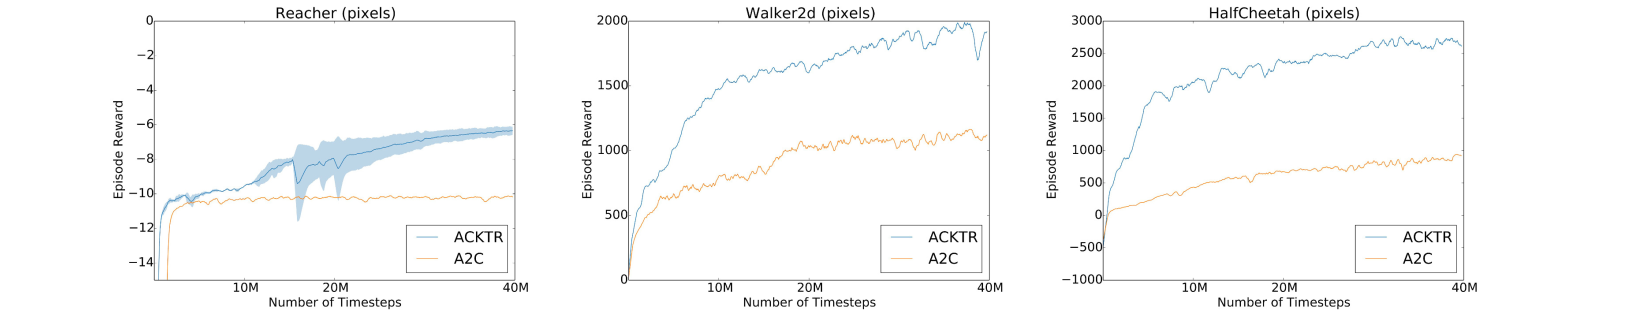 Reacher (pixels)
Episode Reward
0
−2
−4
−6
−8
−10
−12
−14
10M
20M
40M
Number of Timesteps
ACKTR
A2C
Walker2d (pixels)
Episode Reward
2000
1500
1000
500
0
10M
20M
40M
Number of Timesteps
ACKTR
A2C
HalfCheetah (pixels)
Episode Reward
3000
2500
2000
1500
1000
500
0
−500
−1000
10M
20M
40M
Number of Timesteps
ACKTR
A2C